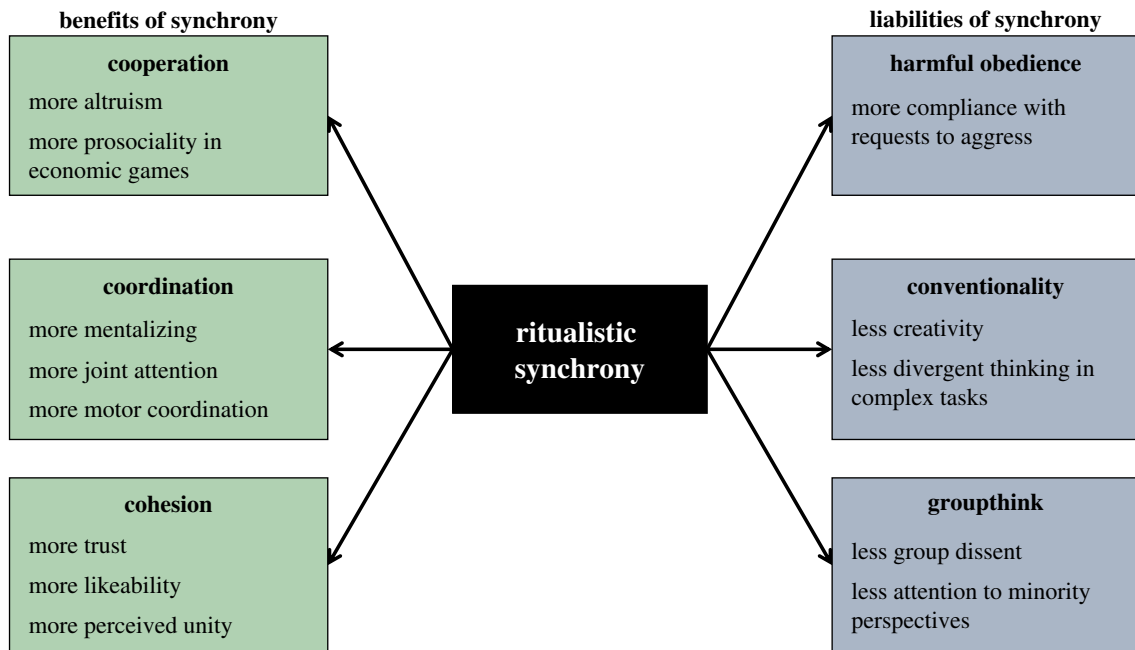 benefits of synchrony
cooperation
more altruism
more prosociality in
economic games
coordination
more mentalizing
more joint attention
more motor coordination
cohesion
more trust
more likeability
more perceived unity
ritualistic
synchrony
liabilities of synchrony
harmful obedience
more compliance with
requests to aggress
conventionality
less creativity
less divergent thinking in
complex tasks
groupthink
less group dissent
less attention to minority
perspectives